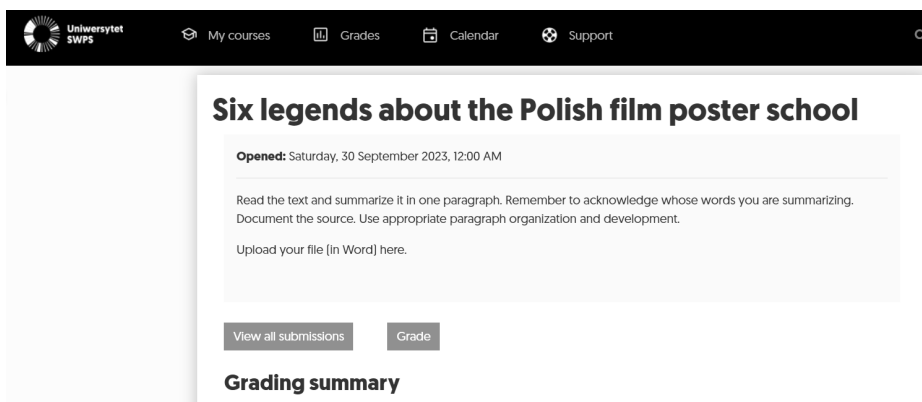 Uniwersytet
SWPS
My courses
Grades
Calendar
Support
Six legends about the Polish film poster school
Opened: Saturday, 30 September 2023, 12:00 AM
Read the text and summarize it in one paragraph. Remember to acknowledge whose words you are summarizing.
Document the source. Use appropriate paragraph organization and development.
Upload your file (in Word) here.
View all submissions
Grade
Grading summary